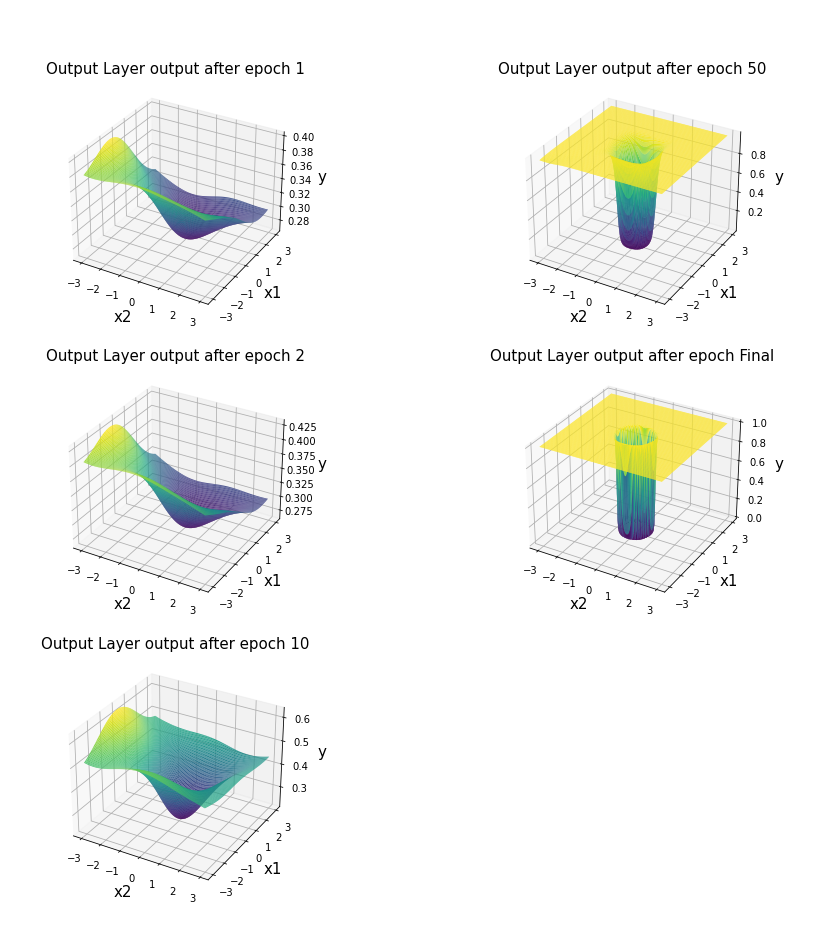 Output Layer output after epoch 1
0.40
0.38
0.36
0.34
0.32
0.30
0.28
y
−3 −2 −1 0 1 2 3
x2
−3 −2 −1 0 1 2 3
x1
Output Layer output after epoch 50
0.8
0.6
0.4
0.2
y
−3 −2 −1 0 1 2 3
x2
−3 −2 −1 0 1 2 3
x1
Output Layer output after epoch 2
0.425
0.400
0.375
0.350
0.325
0.300
0.275
y
−3 −2 −1 0 1 2 3
x2
−3 −2 −1 0 1 2 3
x1
Output Layer output after epoch Final
1.0
0.8
0.6
0.4
0.2
0.0
y
−3 −2 −1 0 1 2 3
x2
−3 −2 −1 0 1 2 3
x1
Output Layer output after epoch 10
0.6
0.5
0.4
0.3
y
−3 −2 −1 0 1 2 3
x2
−3 −2 −1 0 1 2 3
x1